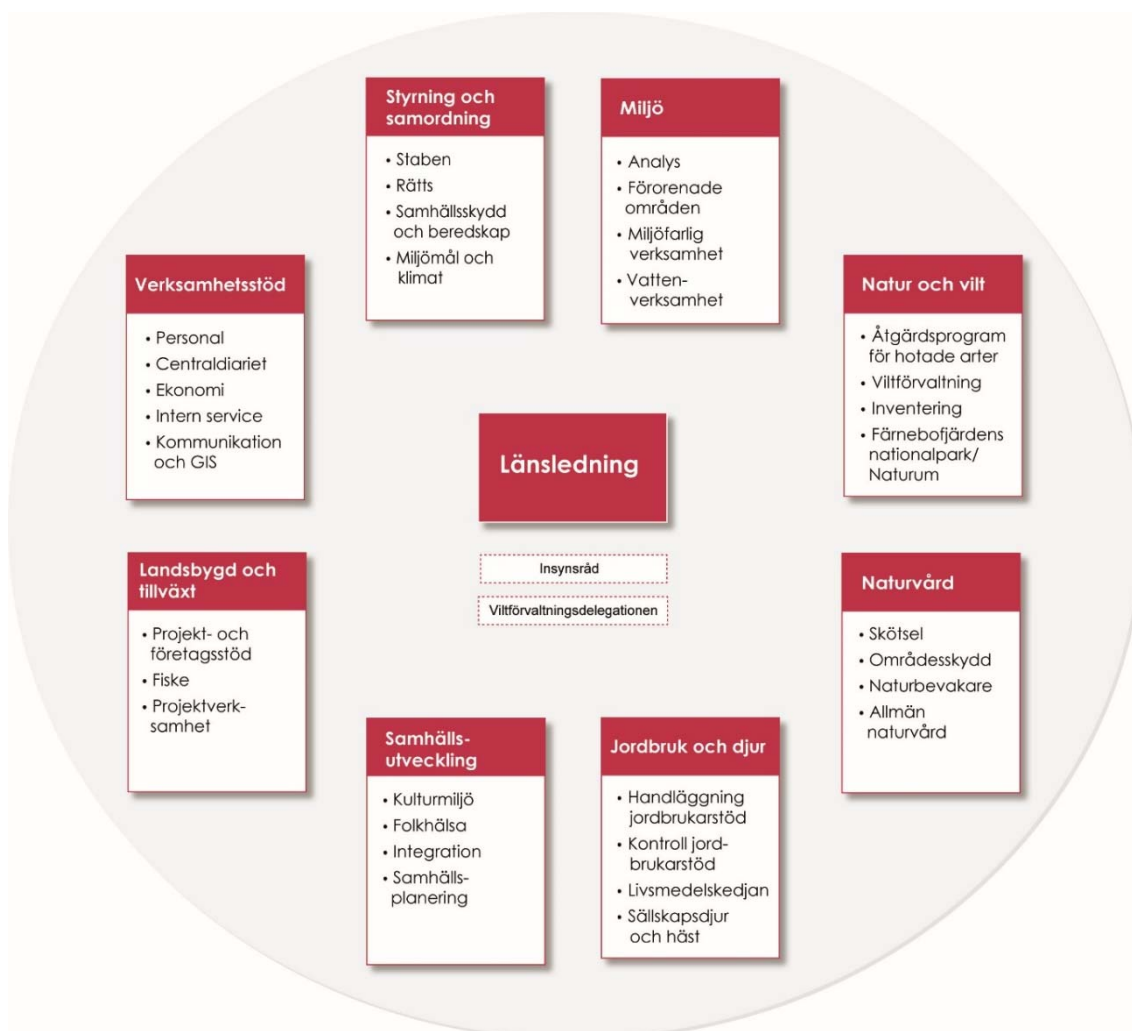 Styrning och
samordning
• Staben
• Rätts
• Samhällsskydd
och beredskap
• Miljömål och
klimat
Miljö
• Analys
• Förorenade
områden
• Miljöfarlig
verksamhet
• Vatten-
verksamhet
Verksamhetsstöd
• Personal
• Centraldiariet
• Ekonomi
• Intern service
• Kommunikation
och GIS
Natur och vilt
• Åtgärdsprogram
för hotade arter
• Viltförvaltning
• Inventering
• Färnebofjärdens
nationalpark/
Naturum
Länsledning
Insynsråd
Viltförvaltningsdelegationen
Landsbygd och
tillväxt
• Projekt- och
företagsstöd
• Fiske
• Projektverk-
samhet
Naturvård
• Skötsel
• Områdesskydd
• Naturbevakare
• Allmän
naturvård
Samhälls-
utveckling
• Kulturmiljö
• Folkhälsa
• Integration
• Samhälls-
planering
Jordbruk och djur
• Handläggning
jordbrukarstöd
• Kontroll jord-
brukarstöd
• Livsmedelskedjan
• Sällskapsdjur
och häst